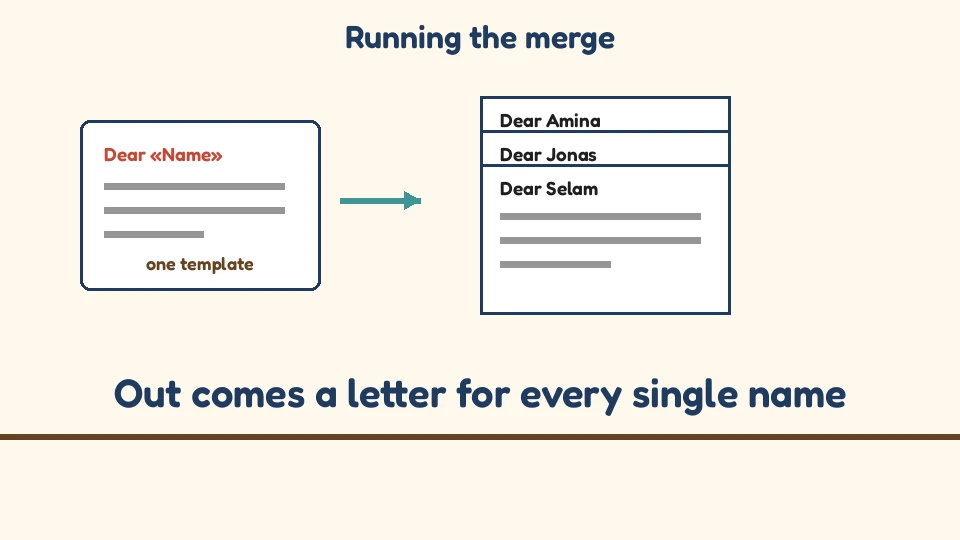 Running the merge
Dear «Name»
one template
Dear Amina
Dear Jonas
Dear Selam
Out comes a letter for every single name